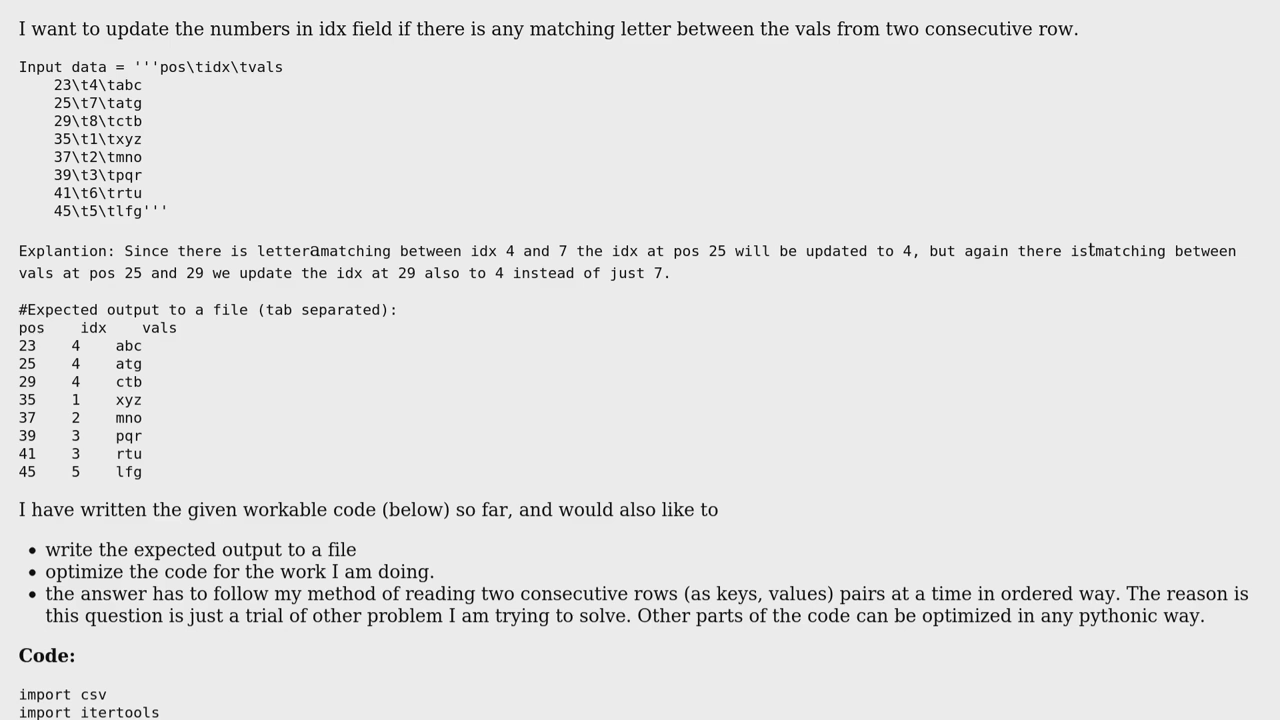 I want to update the numbers in idx field if there is any matching letter between the vals from two consecutive row.
Input data = '''pos\tidx\tvals
    23\t4\tabc
    25\t7\tatg
    29\t8\tctb
    35\t1\txyz
    37\t2\tmno
    39\t3\tpqr
    41\t6\trtu
    45\t5\tlfg'''
Explantion: Since there is letteramatching between idx 4 and 7 the idx at pos 25 will be updated to 4, but again there istmatching between
vals at pos 25 and 29 we update the idx at 29 also to 4 instead of just 7.
#Expected output to a file (tab separated):
pos    idx    vals
23    4    abc
25    4    atg
29    4    ctb
35    1    xyz
37    2    mno
39    3    pqr
41    3    rtu
45    5    lfg
I have written the given workable code (below) so far, and would also like to
• write the expected output to a file
• optimize the code for the work I am doing.
• the answer has to follow my method of reading two consecutive rows (as keys, values) pairs at a time in ordered way. The reason is
this question is just a trial of other problem I am trying to solve. Other parts of the code can be optimized in any pythonic way.
Code:
import csv
import itertools